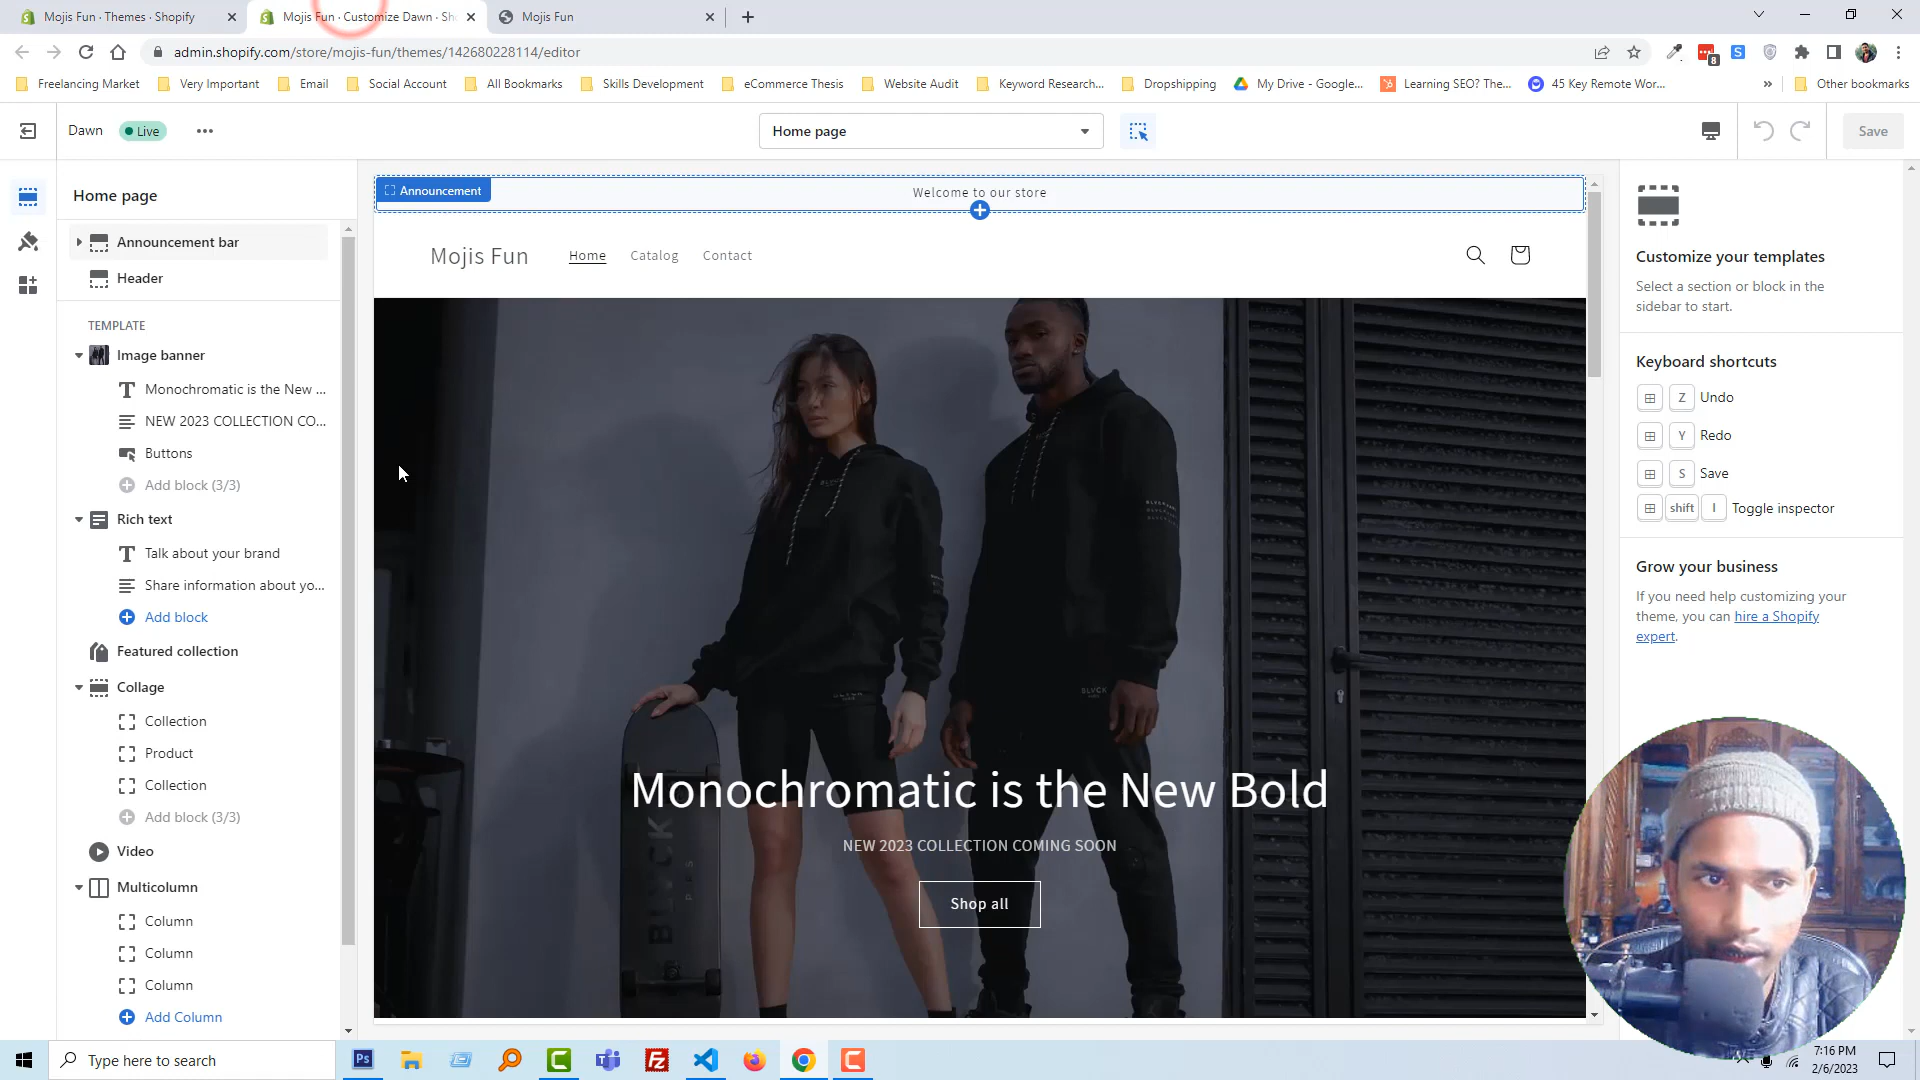 Mojis Fun · Themes · Shopify
Mojis Fun · Customize Dawn · Sho
Mojis Fun
admin.shopify.com/store/mojis-fun/themes/142680228114/editor
8
Freelancing Market
Very Important
Email
Social Account
All Bookmarks
Skills Development
eCommerce Thesis
Website Audit
Keyword Research...
Dropshipping
My Drive - Google...
Learning SEO? The...
45 Key Remote Wor...
»
Other bookmarks
Dawn
Live
Home page
Save
Home page
Announcement bar
Header
TEMPLATE
Image banner
Monochromatic is the New ...
NEW 2023 COLLECTION CO...
Buttons
Add block (3/3)
Rich text
Talk about your brand
Share information about yo...
Add block
Featured collection
Collage
Collection
Product
Collection
Add block (3/3)
Video
Multicolumn
Column
Column
Column
Add Column
Announcement
Welcome to our store
Mojis Fun
Home
Catalog
Contact
BLVCK
Monochromatic is the New Bold
NEW 2023 COLLECTION COMING SOON
Shop all
Customize your templates
Select a section or block in the
sidebar to start.
Keyboard shortcuts
Z Undo
Y Redo
S Save
shift I Toggle inspector
Grow your business
If you need help customizing your
theme, you can hire a Shopify
expert.
Type here to search
Ps
7:16 PM
2/6/2023